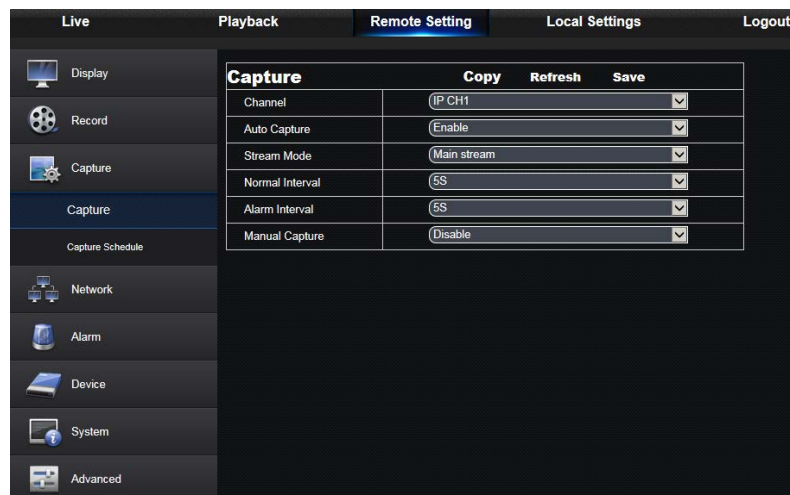 Live Playback Remote Setting Local Settings Logout
Display
Record
Capture
Capture
Capture Schedule
Network
Alarm
Device
System
Advanced
Capture Copy Refresh Save
Channel IP CH1
Auto Capture Enable
Stream Mode Main stream
Normal Interval 5S
Alarm Interval 5S
Manual Capture Disable